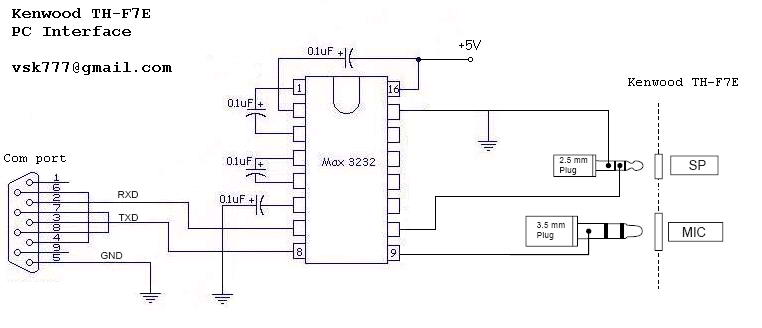 Kenwood TH-F7E
PC Interface
vsk777@gmail.com
0.1uF +
+5V
Kenwood TH-F7E
1
16
0.1uF +
Max 3232
2.5 mm
Plug
SP
Com port
0.1uF +
1
6
2
7
3
8
4
9
5
RXD
TXD
GND
0.1uF +
8
9
3.5 mm
Plug
MIC